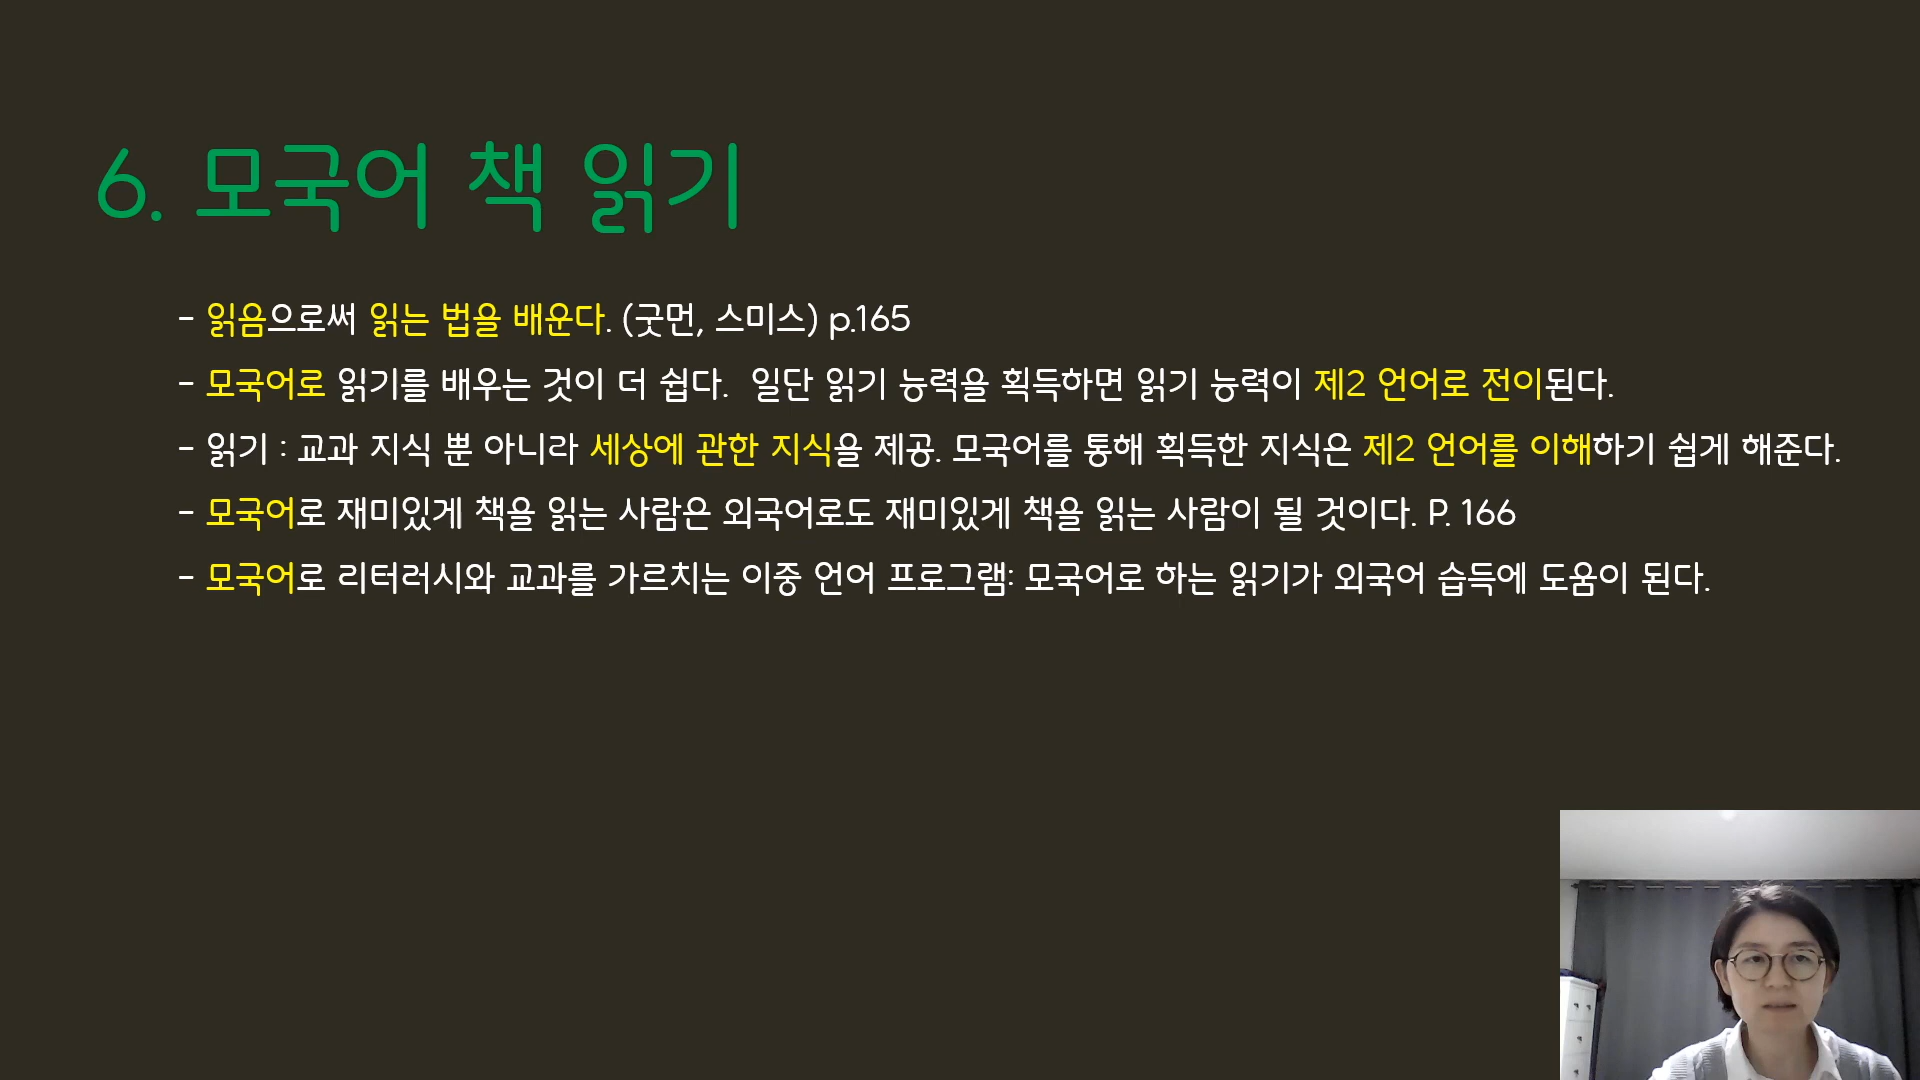 6. 모국어 책 읽기
- 읽음으로써 읽는 법을 배운다. (굿먼, 스미스) p.165
- 모국어로 읽기를 배우는 것이 더 쉽다.  일단 읽기 능력을 획득하면 읽기 능력이 제2 언어로 전이된다.
- 읽기 : 교과 지식 뿐 아니라 세상에 관한 지식을 제공. 모국어를 통해 획득한 지식은 제2 언어를 이해하기 쉽게 해준다.
- 모국어로 재미있게 책을 읽는 사람은 외국어로도 재미있게 책을 읽는 사람이 될 것이다. P. 166
- 모국어로 리터러시와 교과를 가르치는 이중 언어 프로그램: 모국어로 하는 읽기가 외국어 습득에 도움이 된다.